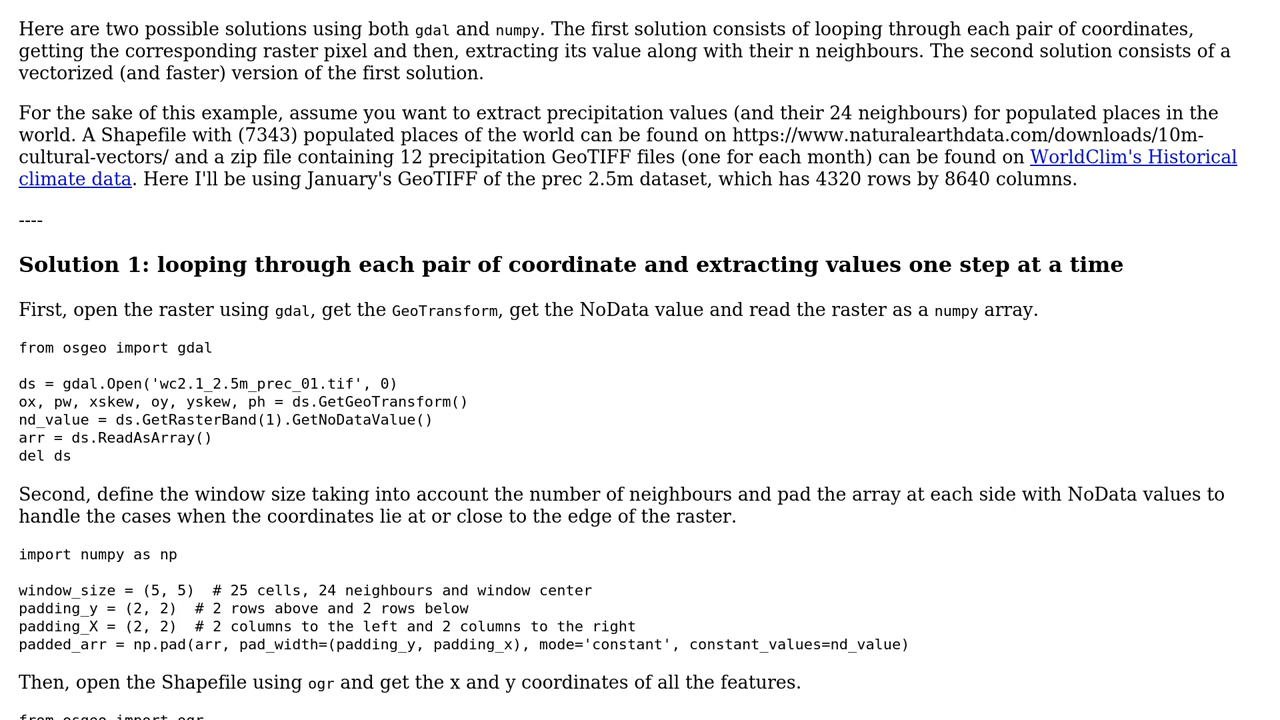 Here are two possible solutions using both gdal and numpy. The first solution consists of looping through each pair of coordinates,
getting the corresponding raster pixel and then, extracting its value along with their n neighbours. The second solution consists of a
vectorized (and faster) version of the first solution.
For the sake of this example, assume you want to extract precipitation values (and their 24 neighbours) for populated places in the
world. A Shapefile with (7343) populated places of the world can be found on https://www.naturalearthdata.com/downloads/10m-
cultural-vectors/ and a zip file containing 12 precipitation GeoTIFF files (one for each month) can be found on WorldClim's Historical
climate data. Here I'll be using January's GeoTIFF of the prec 2.5m dataset, which has 4320 rows by 8640 columns.
----
Solution 1: looping through each pair of coordinate and extracting values one step at a time
First, open the raster using gdal, get the GeoTransform, get the NoData value and read the raster as a numpy array.
from osgeo import gdal
ds = gdal.Open('wc2.1_2.5m_prec_01.tif', 0)
ox, pw, xskew, oy, yskew, ph = ds.GetGeoTransform()
nd_value = ds.GetRasterBand(1).GetNoDataValue()
arr = ds.ReadAsArray()
del ds
Second, define the window size taking into account the number of neighbours and pad the array at each side with NoData values to
handle the cases when the coordinates lie at or close to the edge of the raster.
import numpy as np
window_size = (5, 5)  # 25 cells, 24 neighbours and window center
padding_y = (2, 2)  # 2 rows above and 2 rows below
padding_X = (2, 2)  # 2 columns to the left and 2 columns to the right
padded_arr = np.pad(arr, pad_width=(padding_y, padding_x), mode='constant', constant_values=nd_value)
Then, open the Shapefile using ogr and get the x and y coordinates of all the features.
from osgeo import ogr